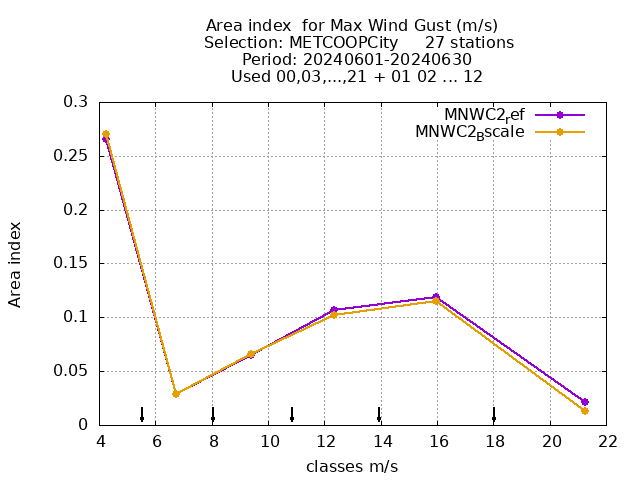 Area index  for Max Wind Gust (m/s)
Selection: METCOOPCity     27 stations
Period: 20240601-20240630
Used 00,03,...,21 + 01 02 ... 12
MNWC2ref
MNWC2Bscale
0.3
0.25
0.2
0.15
0.1
0.05
0
Area index
4 6 8 10 12 14 16 18 20 22
classes m/s